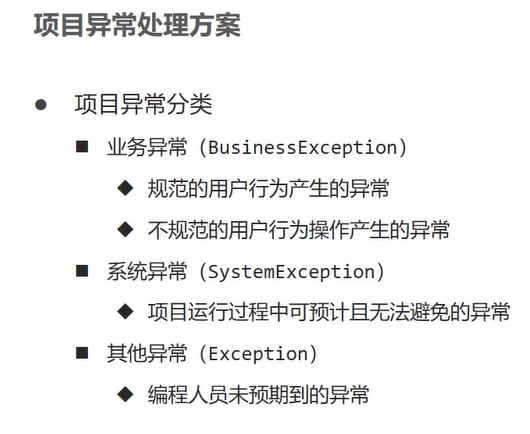 项目异常处理方案
项目异常分类
业务异常（BusinessException）
规范的用户行为产生的异常
不规范的用户行为操作产生的异常
系统异常（SystemException）
项目运行过程中可预计且无法避免的异常
其他异常（Exception）
编程人员未预期到的异常